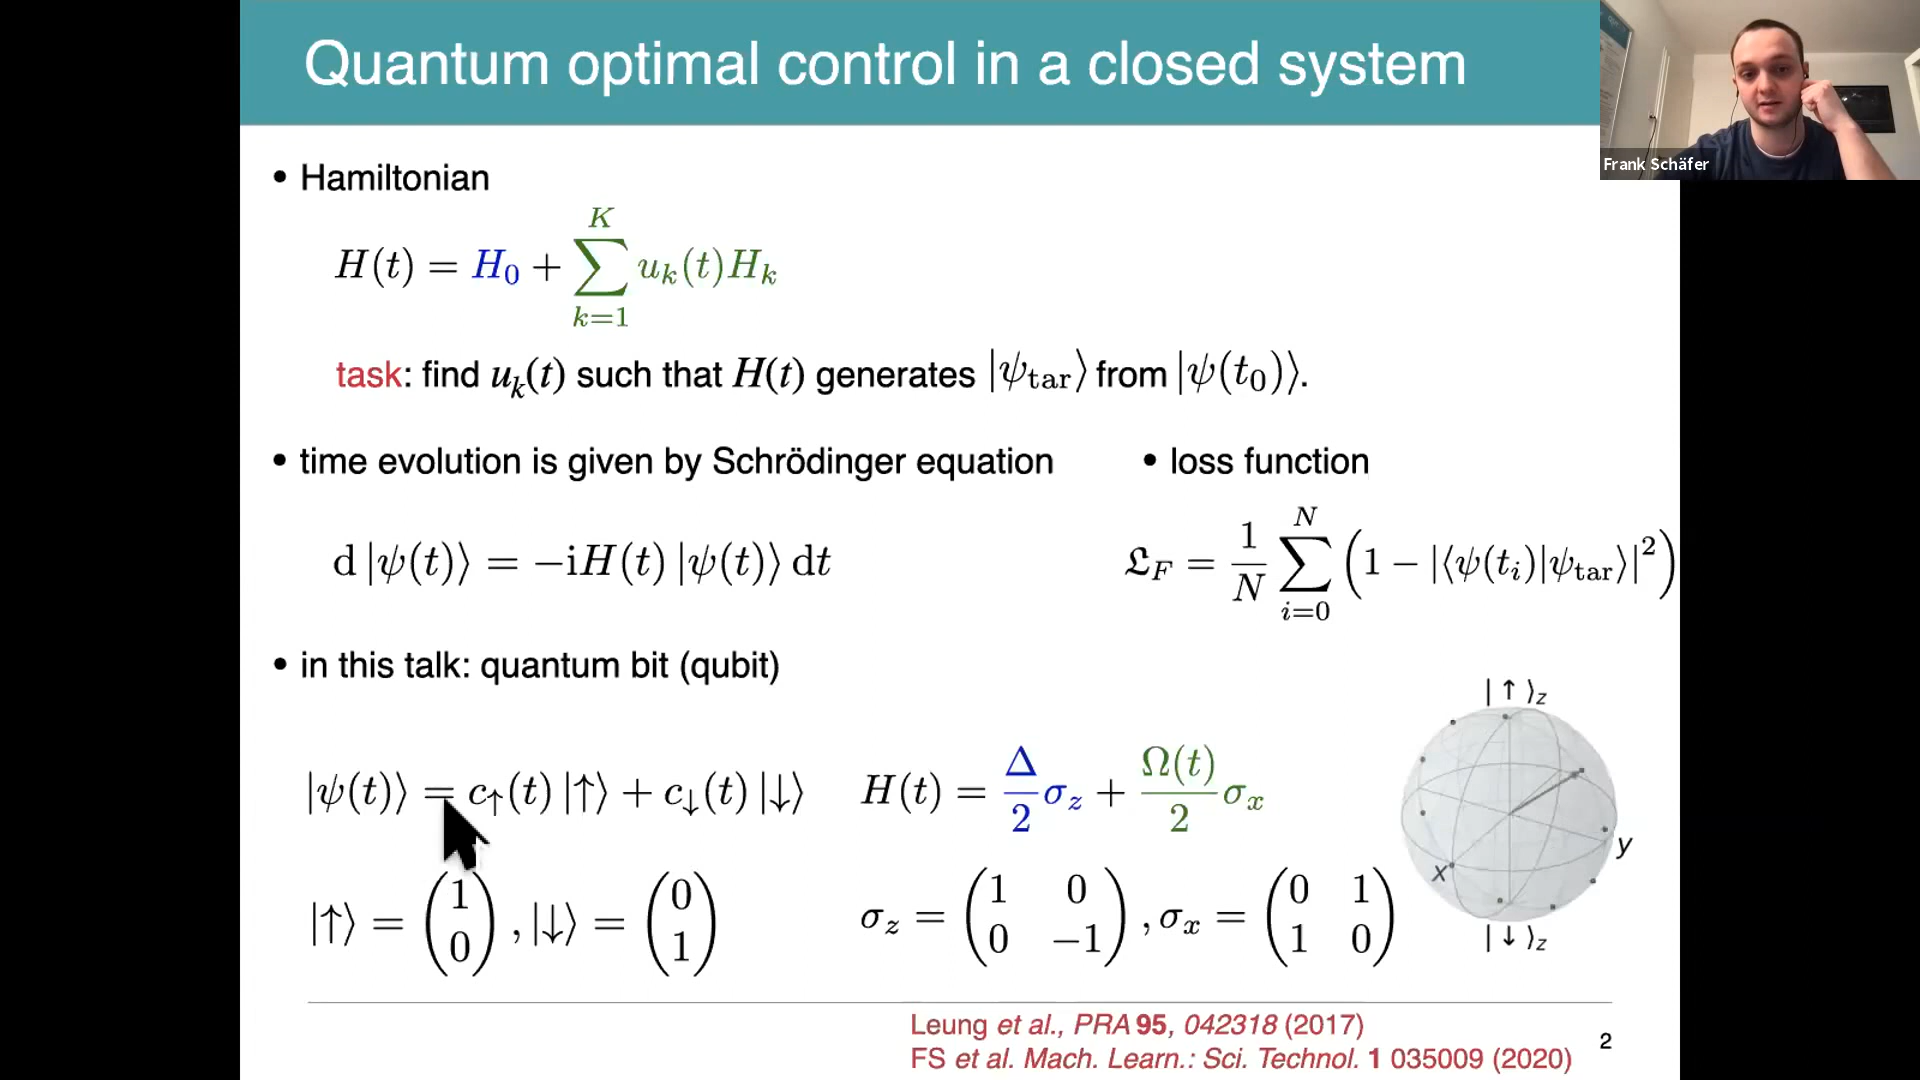 Quantum optimal control in a closed system
Frank Schäfer
• Hamiltonian
H(t) = H₀ + ∑_{k=1}^{K} u_k(t)H_k
task: find u_k(t) such that H(t) generates |ψ_tar⟩ from |ψ(t₀)⟩.
• time evolution is given by Schrödinger equation
d|ψ(t)⟩ = −iH(t)|ψ(t)⟩dt
• loss function
𝔏_F = 1/N ∑_{i=0}^{N} (1 − |⟨ψ(t_i)|ψ_tar⟩|²)
• in this talk: quantum bit (qubit)
|ψ(t)⟩ = c_↑(t)|↑⟩ + c_↓(t)|↓⟩
H(t) = Δ/2 σ_z + Ω(t)/2 σ_x
|↑⟩ = (1 0), |↓⟩ = (0 1)
σ_z = (1 0 0 −1), σ_x = (0 1 1 0)
|↑⟩_z
y
x
|↓⟩_z
Leung et al., PRA 95, 042318 (2017)
FS et al. Mach. Learn.: Sci. Technol. 1 035009 (2020)
2